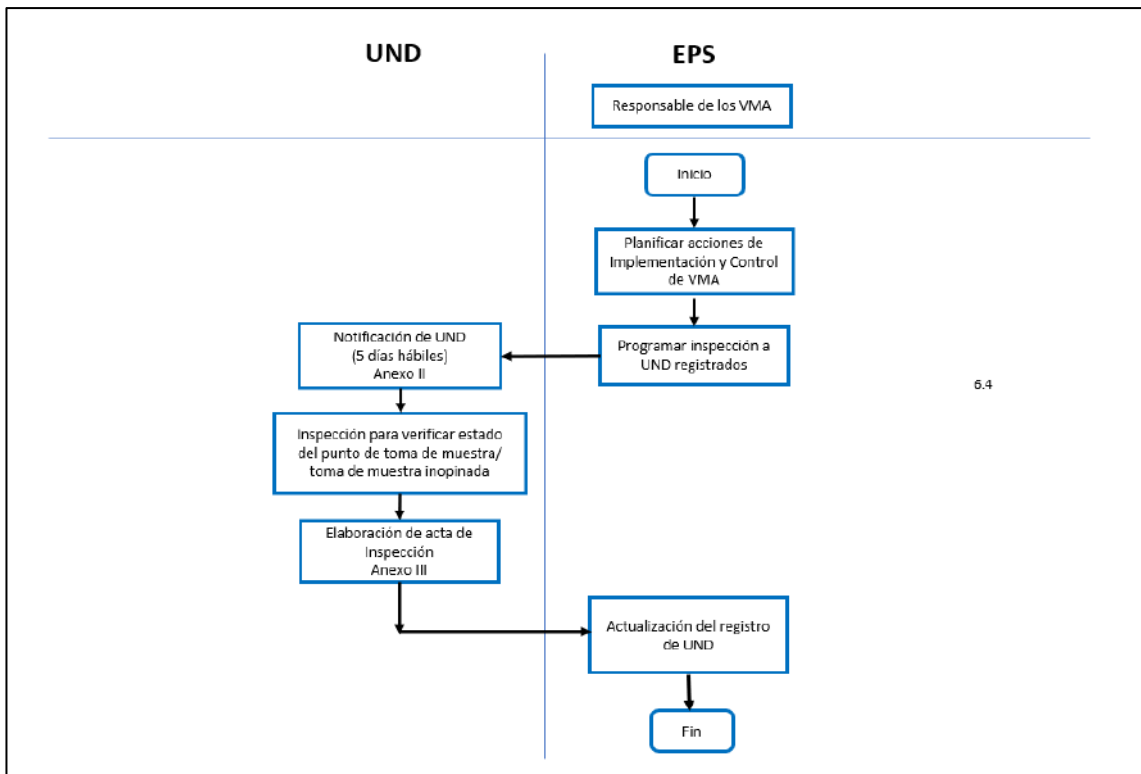 UND
EPS
Responsable de los VMA
Inicio
Planificar acciones de
Implementación y Control
de VMA
Notificación de UND
(5 días hábiles)
Anexo II
Programar inspección a
UND registrados
6.4
Inspección para verificar estado
del punto de toma de muestra/
toma de muestra inopinada
Elaboración de acta de
Inspección
Anexo III
Actualización del registro
de UND
Fin